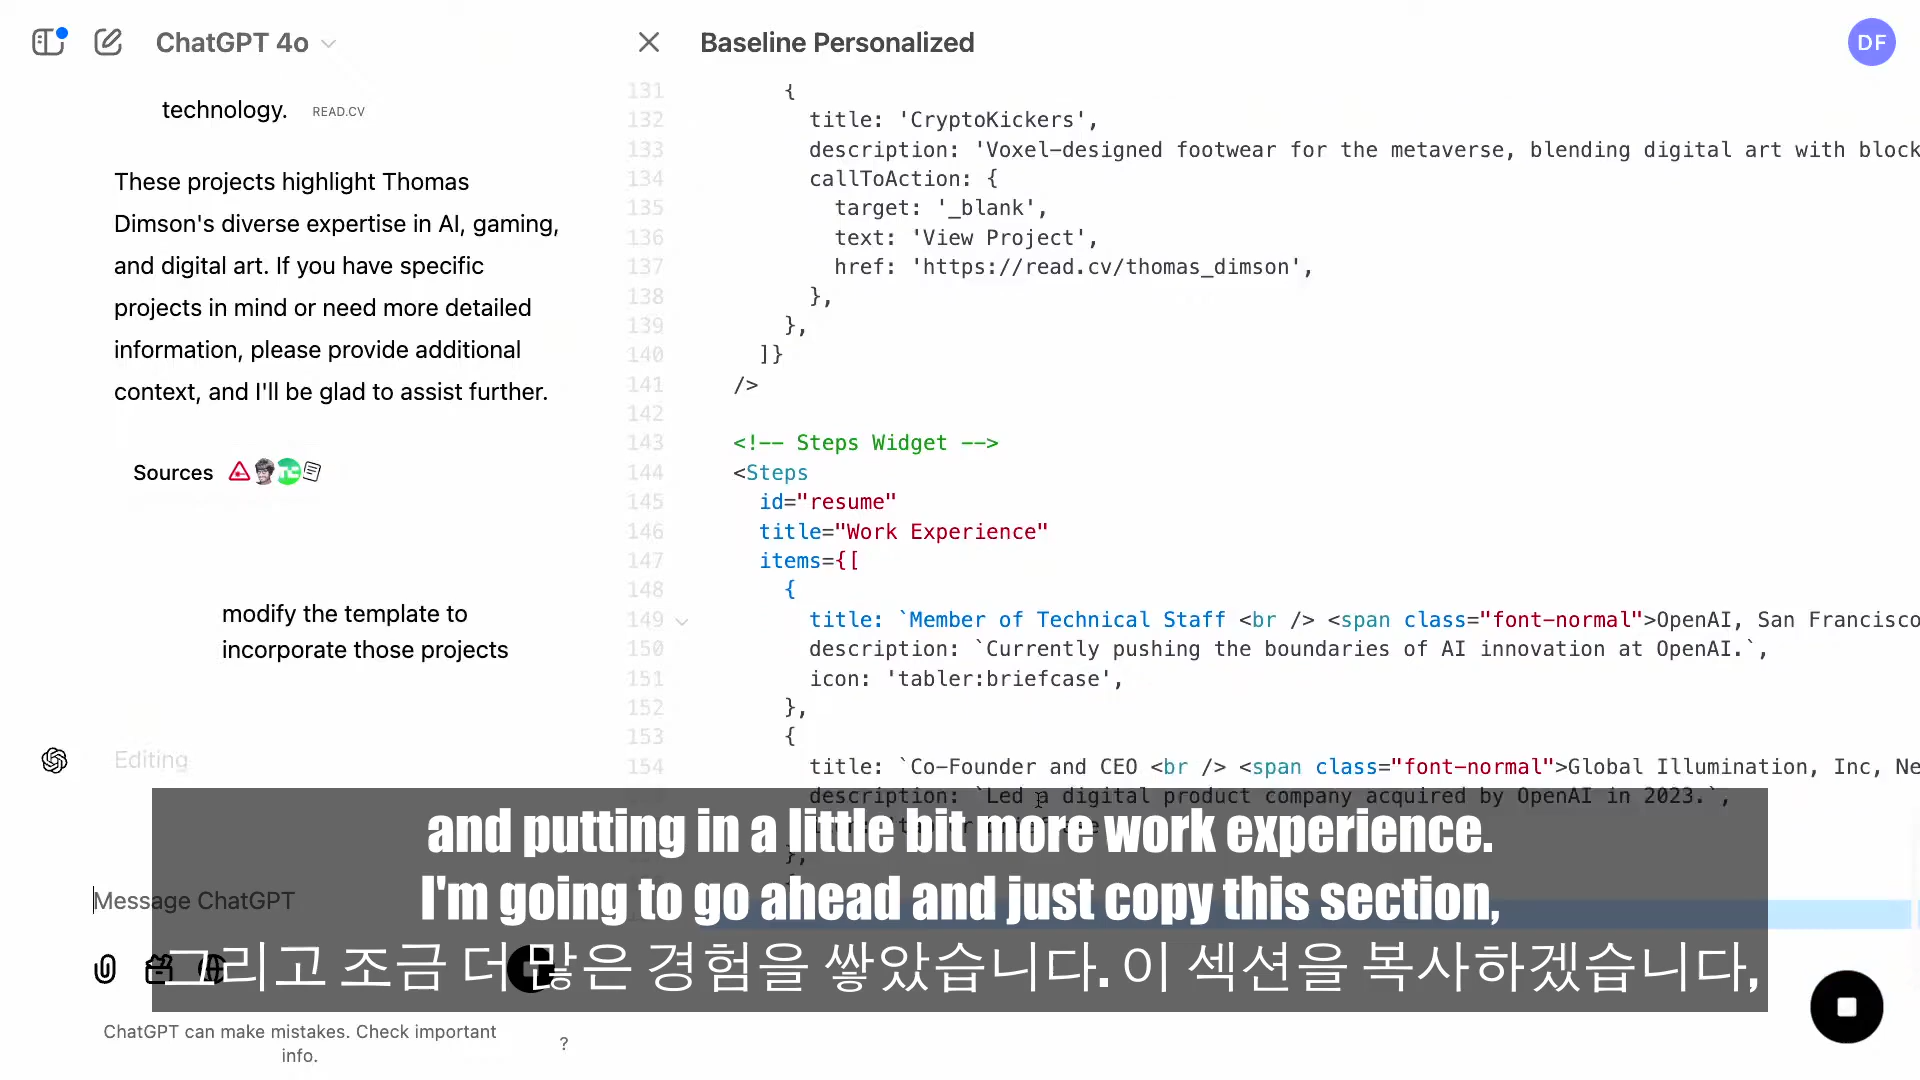 ChatGPT 4o
Baseline Personalized
DF
technology. READ.CV
These projects highlight Thomas
Dimson's diverse expertise in AI, gaming,
and digital art. If you have specific
projects in mind or need more detailed
information, please provide additional
context, and I'll be glad to assist further.
Sources
modify the template to
incorporate those projects
Editing
Message ChatGPT
ChatGPT can make mistakes. Check important
info.
?
131 {
132 title: 'CryptoKickers',
133 description: 'Voxel-designed footwear for the metaverse, blending digital art with block
134 callToAction: {
135 target: '_blank',
136 text: 'View Project',
137 href: 'https://read.cv/thomas_dimson',
138 },
139 },
140 ]}
141 />
142
143 <!-- Steps Widget -->
144 <Steps
145 id="resume"
146 title="Work Experience"
147 items={[
148 {
149 title: `Member of Technical Staff <br /> <span class="font-normal">OpenAI, San Francisco
150 description: `Currently pushing the boundaries of AI innovation at OpenAI.`,
151 icon: 'tabler:briefcase',
152 },
153 {
154 title: `Co-Founder and CEO <br /> <span class="font-normal">Global Illumination, Inc, Ne
description: `Led a digital product company acquired by OpenAI in 2023.`,
and putting in a little bit more work experience.
I'm going to go ahead and just copy this section,
그리고 조금 더 많은 경험을 쌓았습니다. 이 섹션을 복사하겠습니다,